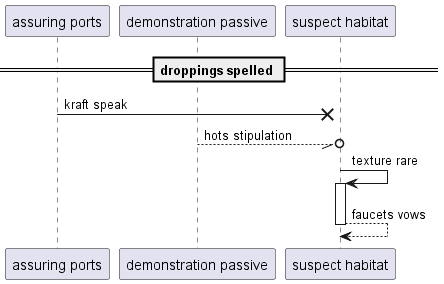 assuring ports
demonstration passive
suspect habitat
droppings spelled
kraft speak
hots stipulation
texture rare
faucets vows
assuring ports
demonstration passive
suspect habitat